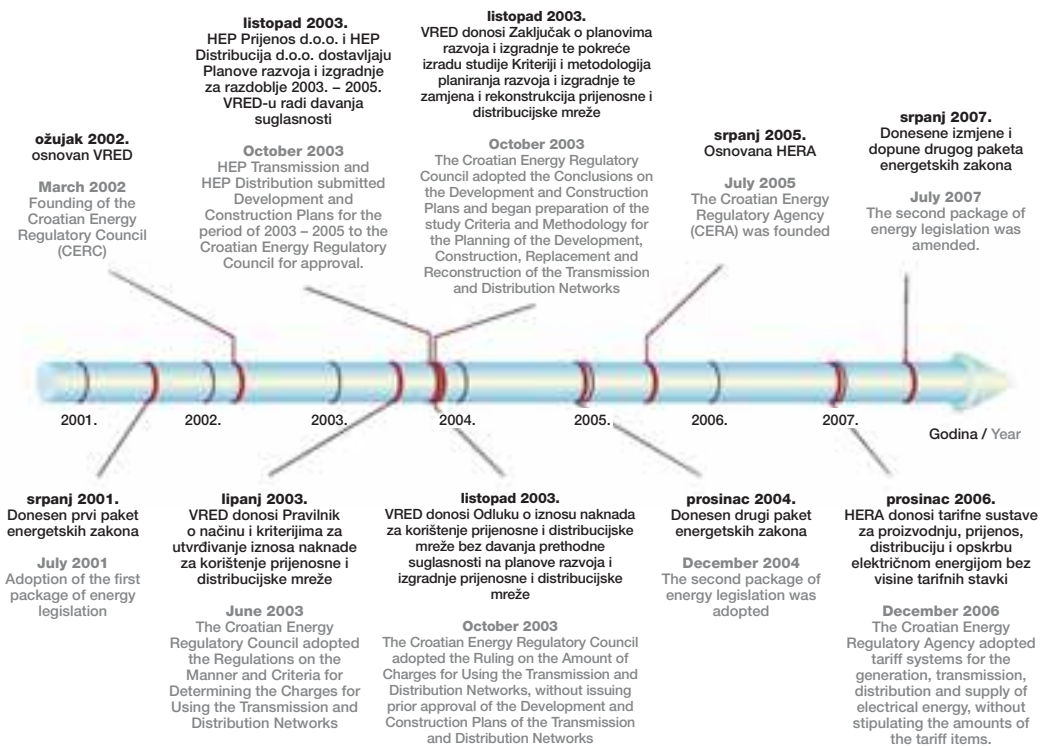 ožujak 2002.
osnovan VRED
March 2002
Founding of the
Croatian Energy
Regulatory Council
(CERC)
listopad 2003.
HEP Prijenos d.o.o. i HEP
Distribucija d.o.o. dostavljaju
Planove razvoja i izgradnje
za razdoblje 2003. – 2005.
VRED-u radi davanja
suglasnosti
October 2003
HEP Transmission and
HEP Distribution submitted
Development and
Construction Plans for the
period of 2003 – 2005 to the
Croatian Energy Regulatory
Council for approval.
listopad 2003.
VRED donosi Zaključak o planovima
razvoja i izgradnje te pokreće
izradu studije Kriteriji i metodologija
planiranja razvoja i izgradnje te
zamjena i rekonstrukcija prijenosne i
distribucijske mreže
October 2003
The Croatian Energy Regulatory
Council adopted the Conclusions on
the Development and Construction
Plans and began preparation of the
study Criteria and Methodology for
the Planning of the Development,
Construction, Replacement and
Reconstruction of the Transmission
and Distribution Networks
srpanj 2005.
Osnovana HERA
July 2005
The Croatian Energy
Regulatory Agency
(CERA) was founded
srpanj 2007.
Donesene izmjene i
dopune drugog paketa
energetskih zakona
July 2007
The second package of
energy legislation was
amended.
2001.
2002.
2003.
2004.
2005.
2006.
2007.
Godina / Year
srpanj 2001.
Donesen prvi paket
energetskih zakona
July 2001
Adoption of the first
package of energy
legislation
lipanj 2003.
VRED donosi Pravilnik
o načinu i kriterijima za
utvrđivanje iznosa naknade
za korištenje prijenosne i
distribucijske mreže
June 2003
The Croatian Energy
Regulatory Council adopted
the Regulations on the
Manner and Criteria for
Determining the Charges for
Using the Transmission and
Distribution Networks
listopad 2003.
VRED donosi Odluku o iznosu naknada
za korištenje prijenosne i distribucijske
mreže bez davanja prethodne
suglasnosti na planove razvoja i
izgradnje prijenosne i distribucijske
mreže
October 2003
The Croatian Energy Regulatory Council
adopted the Ruling on the Amount of
Charges for Using the Transmission and
Distribution Networks, without issuing
prior approval of the Development and
Construction Plans of the Transmission
and Distribution Networks
prosinac 2004.
Donesen drugi paket
energetskih zakona
December 2004
The second package of
energy legislation was
adopted
prosinac 2006.
HERA donosi tarifne sustave
za proizvodnju, prijenos,
distribuciju i opskrbu
električnom energijom bez
visine tarifnih stavki
December 2006
The Croatian Energy
Regulatory Agency adopted
tariff systems for the
generation, transmission,
distribution and supply of
electrical energy, without
stipulating the amounts of
the tariff items.